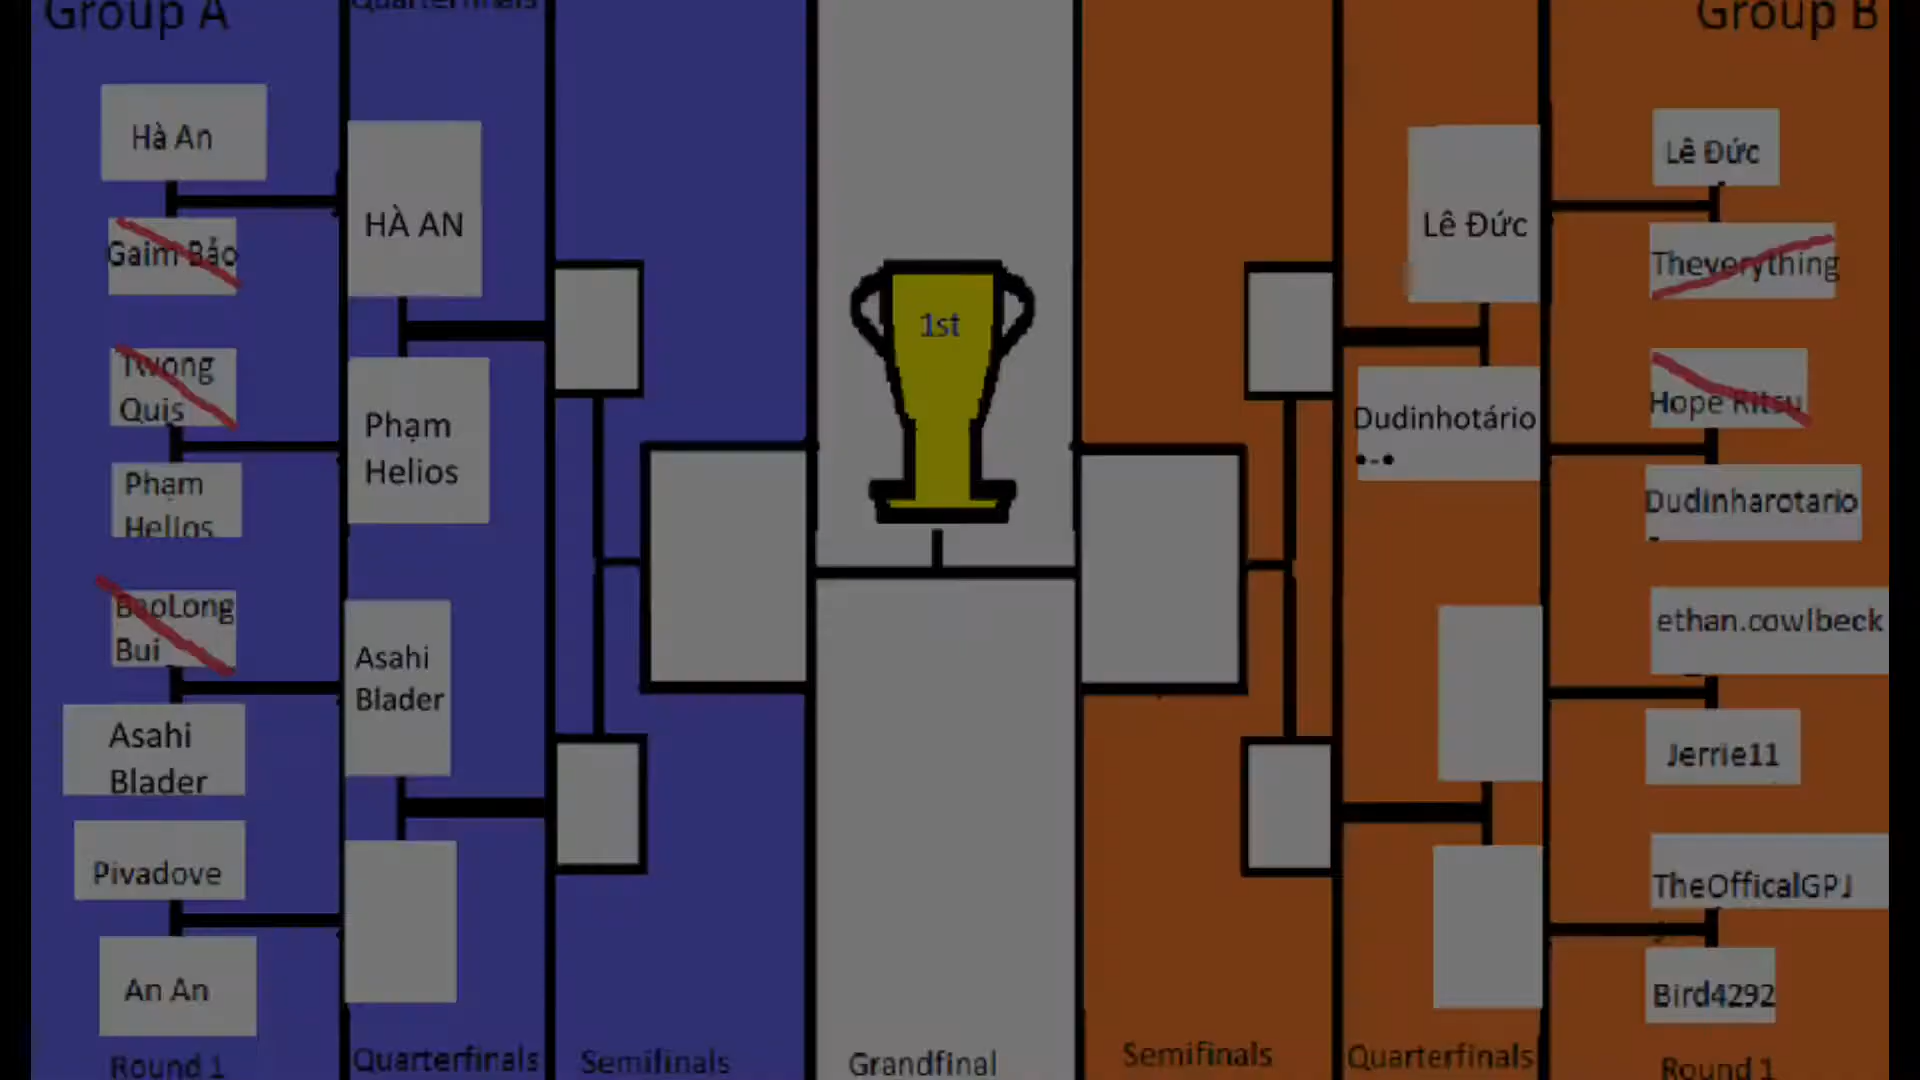 Group A
Quarterfinals
Group B
Hà An
Gaim Bảo
Twong
Quis
Phạm
Helios
BaoLong
Bui
Asahi
Blader
Pivadove
An An
Round 1
HÀ AN
Phạm
Helios
Asahi
Blader
Quarterfinals
Semifinals
1st
Grandfinal
Semifinals
Lê Đức
Dudinhotário
•-•
Quarterfinals
Lê Đức
Theverything
Hope Ritsu
Dudinharotario
-
ethan.cowlbeck
Jerrie11
TheOfficalGPJ
Bird4292
Round 1